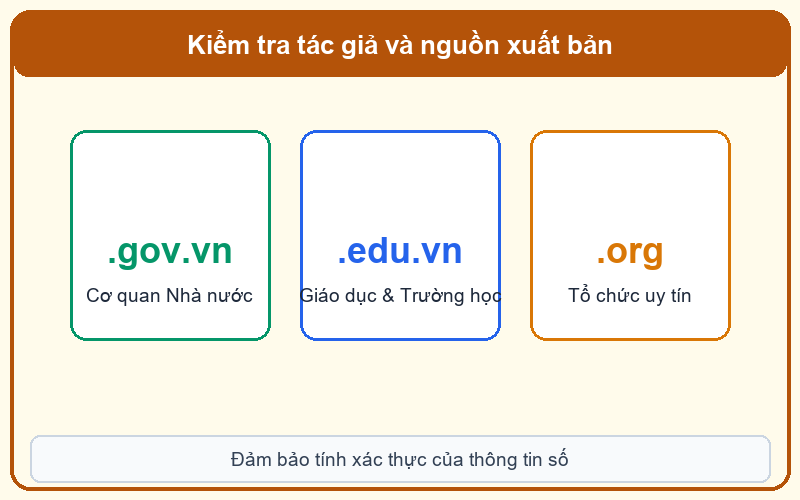 Kiểm tra tác giả và nguồn xuất bản
.gov.vn
Cơ quan Nhà nước
.edu.vn
Giáo dục & Trường học
.org
Tổ chức uy tín
Đảm bảo tính xác thực của thông tin số